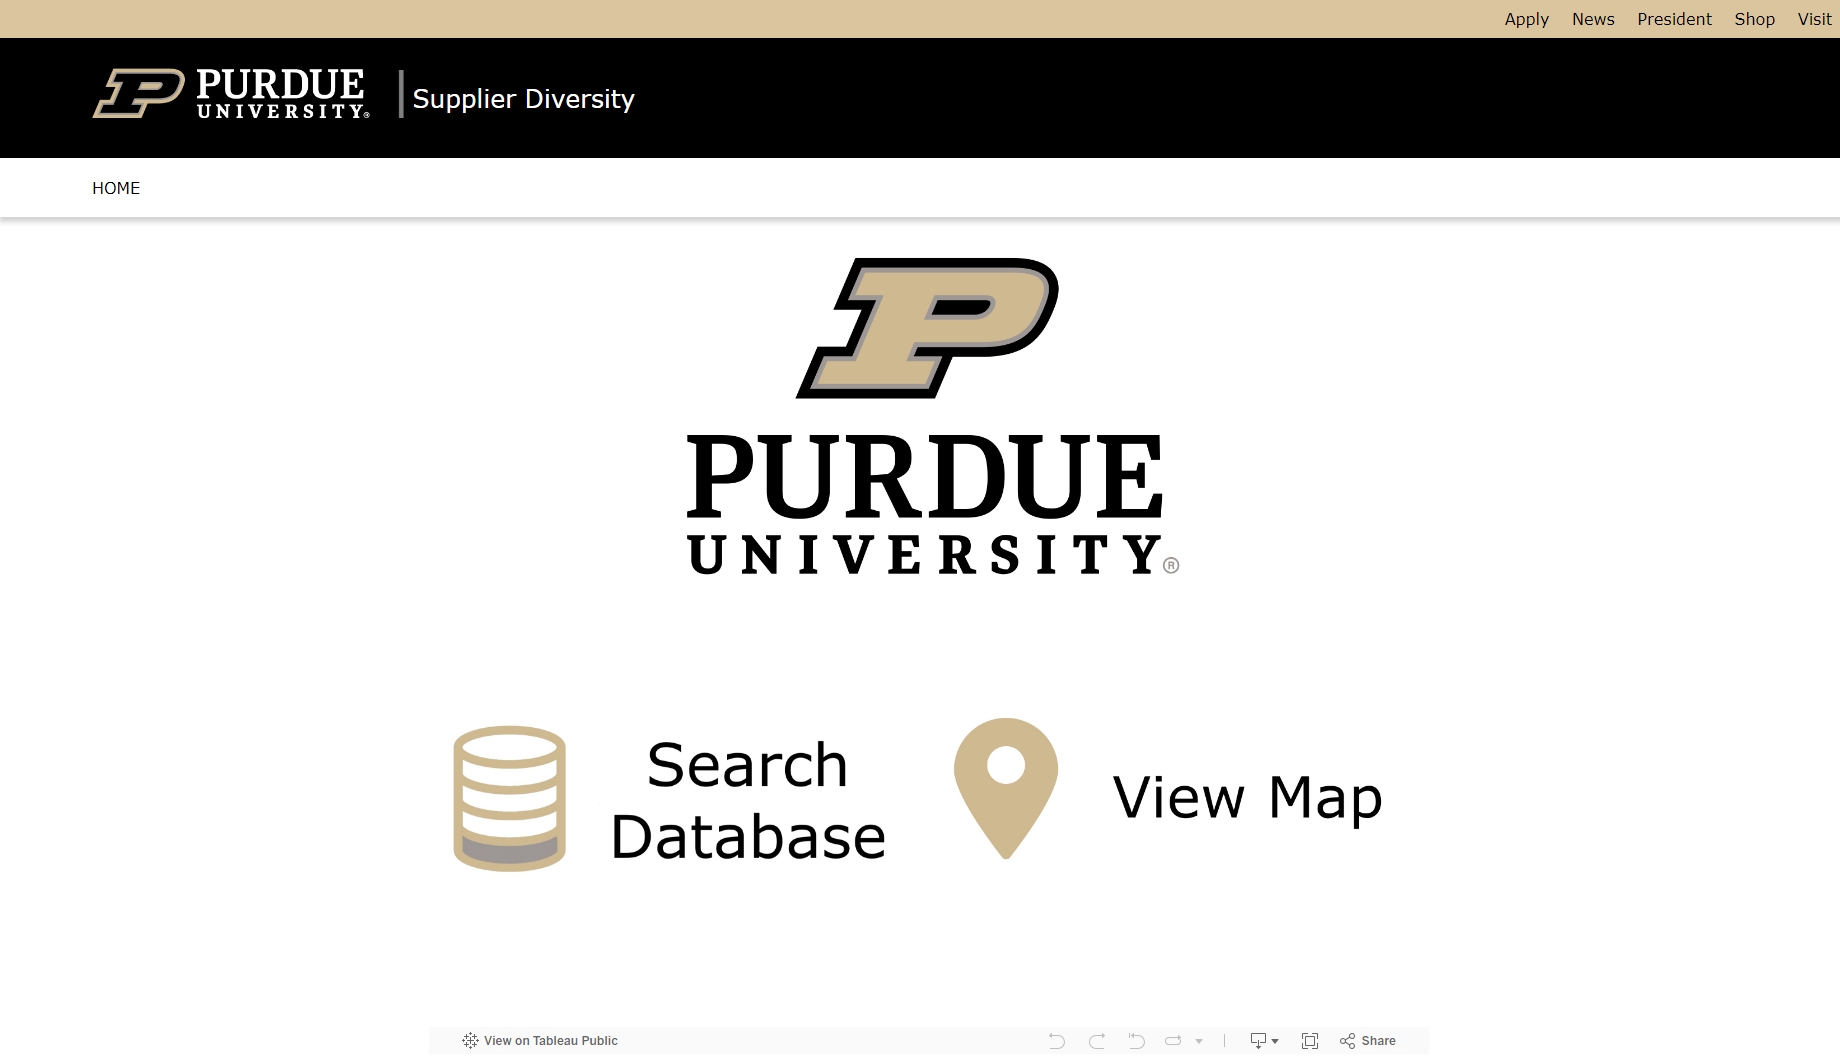 Apply News President Shop Visit
PURDUE
UNIVERSITY®
Supplier Diversity
HOME
P
PURDUE
UNIVERSITY®
Search
Database
View Map
View on Tableau Public
Share